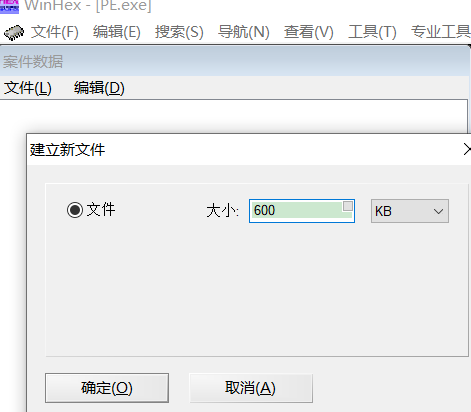 WinHex - [PE.exe]
文件(F) 编辑(E) 搜索(S) 导航(N) 查看(V) 工具(T) 专业工具
案件数据
文件(L) 编辑(D)
建立新文件
文件 大小: 600 KB
确定(O) 取消(A)